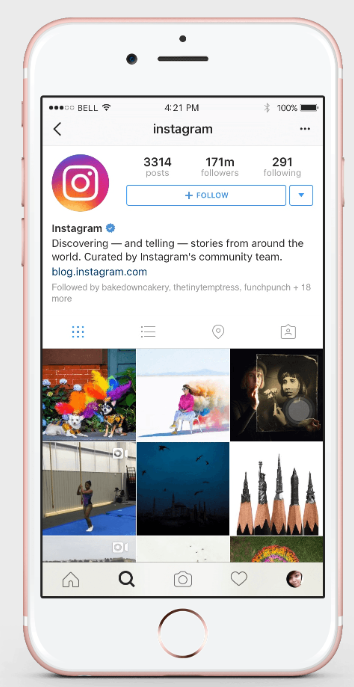 BELL 4:21 PM 100%
instagram
3314 171m 291
posts followers following
+ FOLLOW
Instagram
Discovering — and telling — stories from around the
world. Curated by Instagram's community team.
blog.instagram.com
Followed by bakedowncakery, thetinytemptress, funchpunch + 18
more